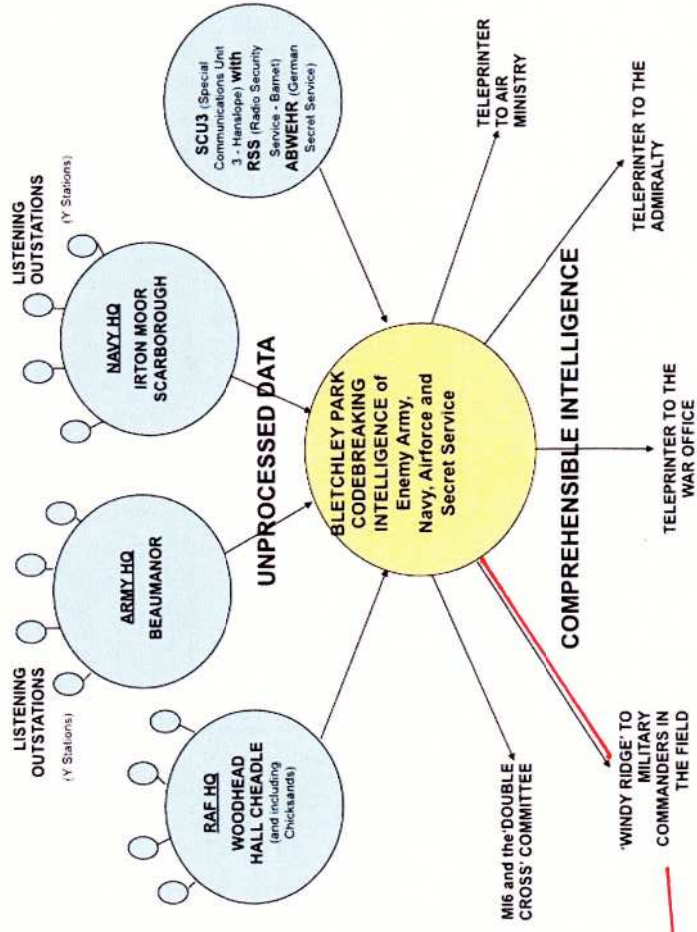 LISTENING
OUTSTATIONS
(Y Stations)
LISTENING
OUTSTATIONS
(Y Stations)
RAF HQ
WOODHEAD
HALL CHEADLE
(and including
Chicksands)
ARMY HQ
BEAUMANOR
NAVY HQ
IRTON MOOR
SCARBOROUGH
SCU3 (Special
Communications Unit
3 - Hanslope) with
RSS (Radio Security
Service - Barnet)
ABWEHR (German
Secret Service)
UNPROCESSED DATA
BLETCHLEY PARK
CODEBREAKING
INTELLIGENCE of
Enemy Army,
Navy, Airforce and
Secret Service
COMPREHENSIBLE INTELLIGENCE
MI6 and the'DOUBLE
CROSS' COMMITTEE
'WINDY RIDGE' TO
MILITARY
COMMANDERS IN
THE FIELD
TELEPRINTER TO THE
WAR OFFICE
TELEPRINTER TO THE
ADMIRALTY
TELEPRINTER
TO AIR
MINISTRY